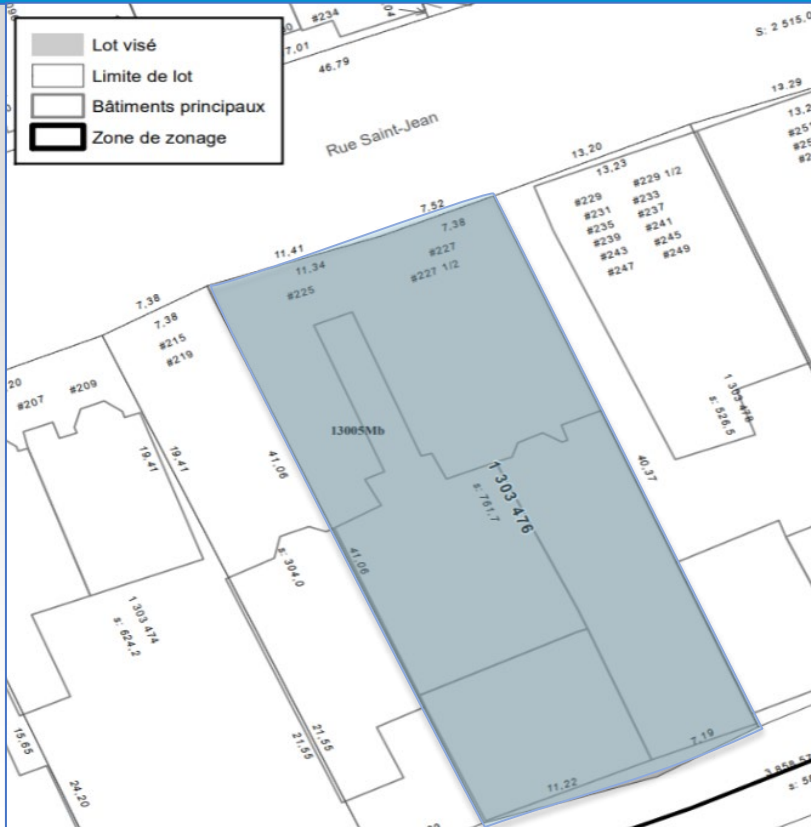 Lot visé
Limite de lot
Bâtiments principaux
Zone de zonage
#234
7,01
46,79
S: 2 515,0
Rue Saint-Jean
13,29
13,20
13,23
#229 #229 1/2
#231 #233
#235 #237
#239 #241
#243 #245
#247 #249
7,52
7,38
#227
#227 1/2
11,41
11,34
#225
7,38
7,38
#215
#219
20
#207 #209
19,41
19,41
41,06
13005Mb
1 303 476
s: 761,7
41,06
s: 304,0
40,37
1 303 478
s: 526,5
1 303 474
s: 624,2
15,65
24,20
21,55
21,55
11,22
7,19